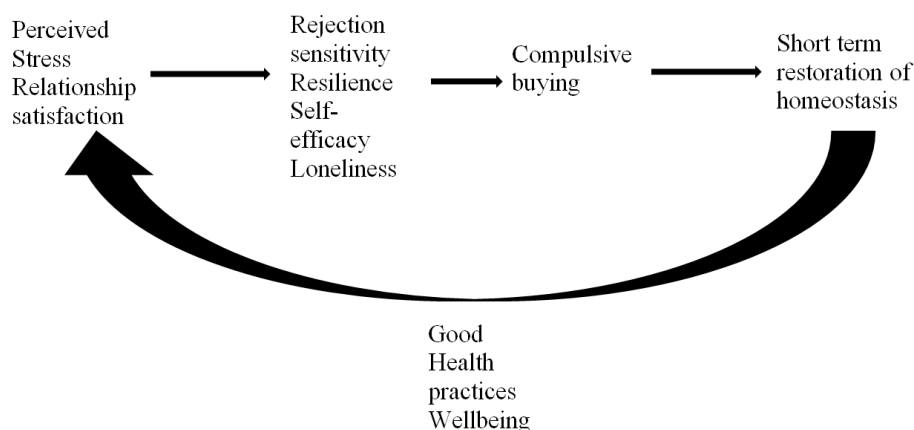 Perceived
Stress
Relationship
satisfaction
Rejection
sensitivity
Resilience
Self-
efficacy
Loneliness
Compulsive
buying
Short term
restoration of
homeostasis
Good
Health
practices
Wellbeing